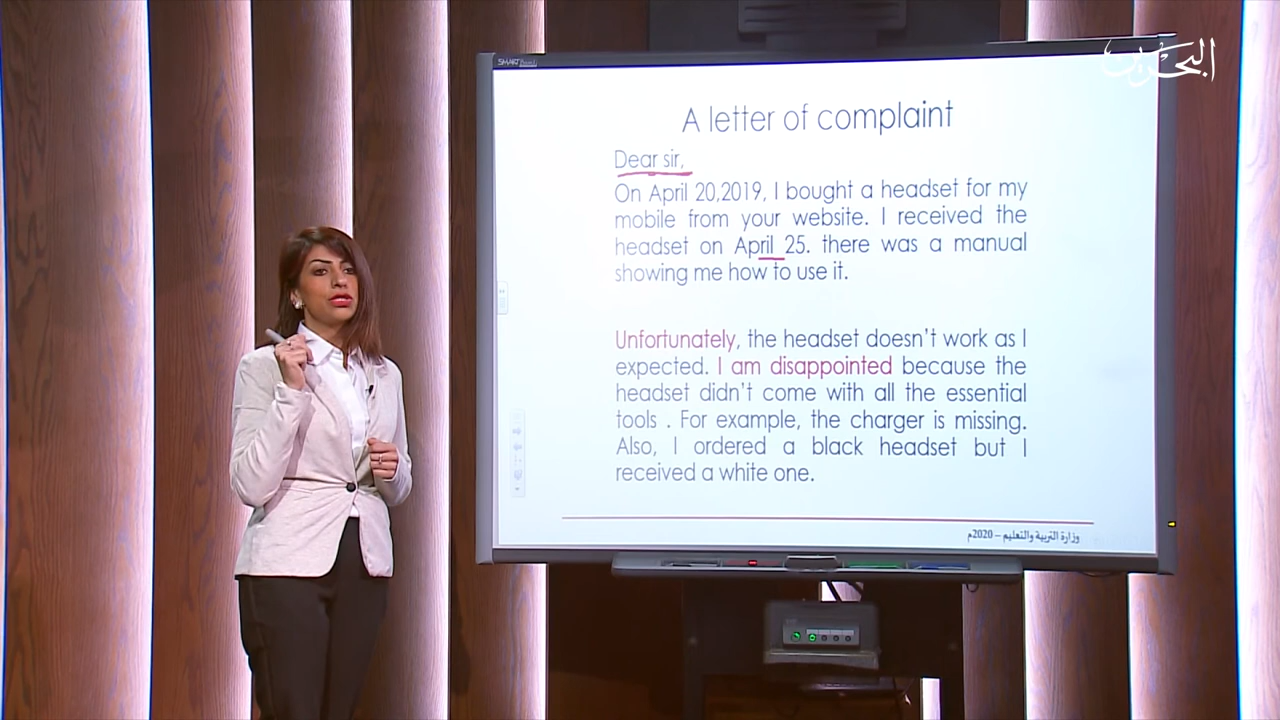 البحرين
SMART Board
A letter of complaint
Dear sir,
On April 20,2019, I bought a headset for my
mobile from your website. I received the
headset on April 25. there was a manual
showing me how to use it.
Unfortunately, the headset doesn't work as I
expected. I am disappointed because the
headset didn't come with all the essential
tools . For example, the charger is missing.
Also, I ordered a black headset but I
received a white one.
وزارة التربية والتعليم – 2020م